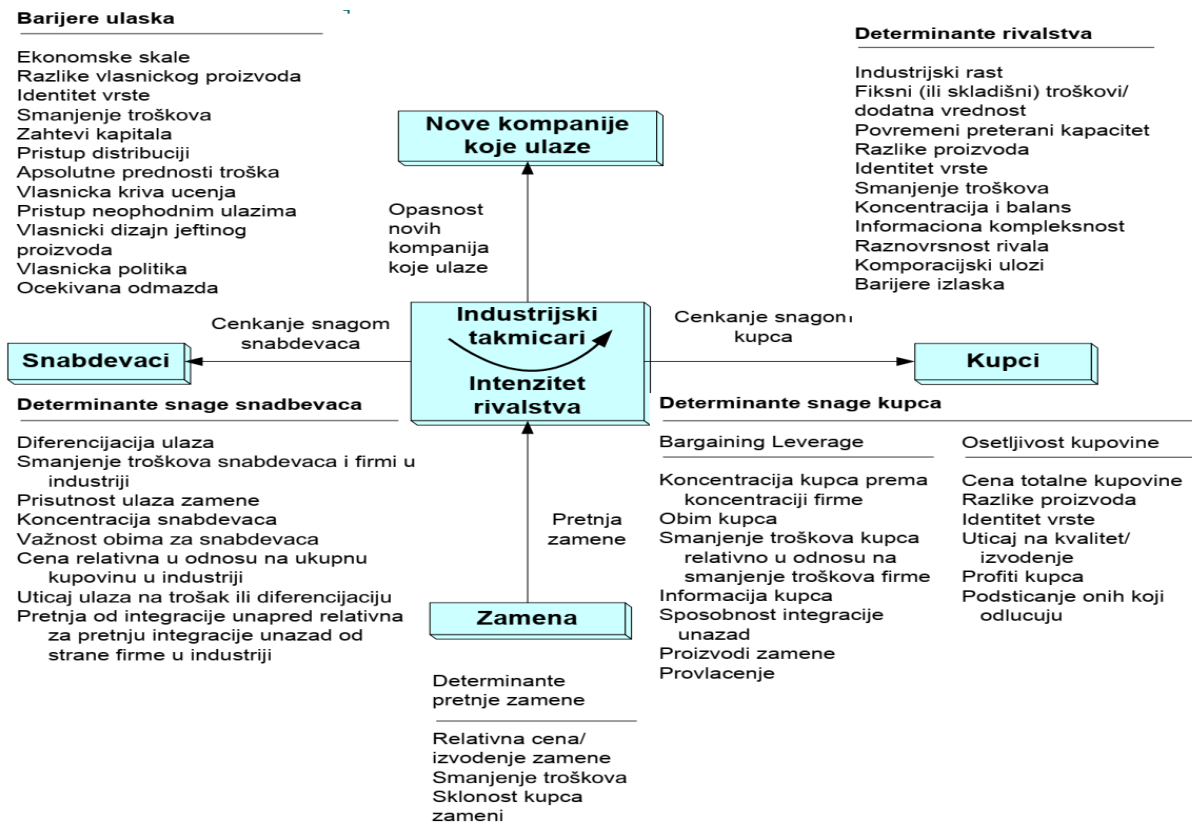 Barijere ulaska
Ekonomske skale
Razlike vlasnickog proizvoda
Identitet vrste
Smanjenje troškova
Zahtevi kapitala
Pristup distribuciji
Apsolutne prednosti troška
Vlasnicka kriva ucenja
Pristup neophodnim ulazima
Vlasnicki dizajn jeftinog
proizvoda
Vlasnicka politika
Ocekivana odmazda
Nove kompanije
koje ulaze
Opasnost
novih
kompanija
koje ulaze
Determinante rivalstva
Industrijski rast
Fiksni (ili skladišni) troškovi/
dodatna vrednost
Povremeni preterani kapacitet
Razlike proizvoda
Identitet vrste
Smanjenje troškova
Koncentracija i balans
Informaciona kompleksnost
Raznovrsnost rivala
Komporacijski ulozi
Barijere izlaska
Cenkanje snagom
snabdevaca
Snabdevaci
Industrijski
takmicari
Intenzitet
rivalstva
Cenkanje snagom
kupca
Kupci
Determinante snage snadbevaca
Diferencijacija ulaza
Smanjenje troškova snabdevaca i firmi u
industriji
Prisutnost ulaza zamene
Koncentracija snabdevaca
Važnost obima za snabdevaca
Cena relativna u odnosu na ukupnu
kupovinu u industriji
Uticaj ulaza na trošak ili diferencijaciju
Pretnja od integracije unapred relativna
za pretnju integracije unazad od
strane firme u industriji
Pretnja
zamene
Zamena
Determinante
pretnje zamene
Relativna cena/
izvodenje zamene
Smanjenje troškova
Sklonost kupca
zameni
Determinante snage kupca
Bargaining Leverage
Koncentracija kupca prema
koncentraciji firme
Obim kupca
Smanjenje troškova kupca
relativno u odnosu na
smanjenje troškova firme
Informacija kupca
Sposobnost integracije
unazad
Proizvodi zamene
Provlacenje
Osetljivost kupovine
Cena totalne kupovine
Razlike proizvoda
Identitet vrste
Uticaj na kvalitet/
izvodenje
Profiti kupca
Podsticanje onih koji
odlucuju